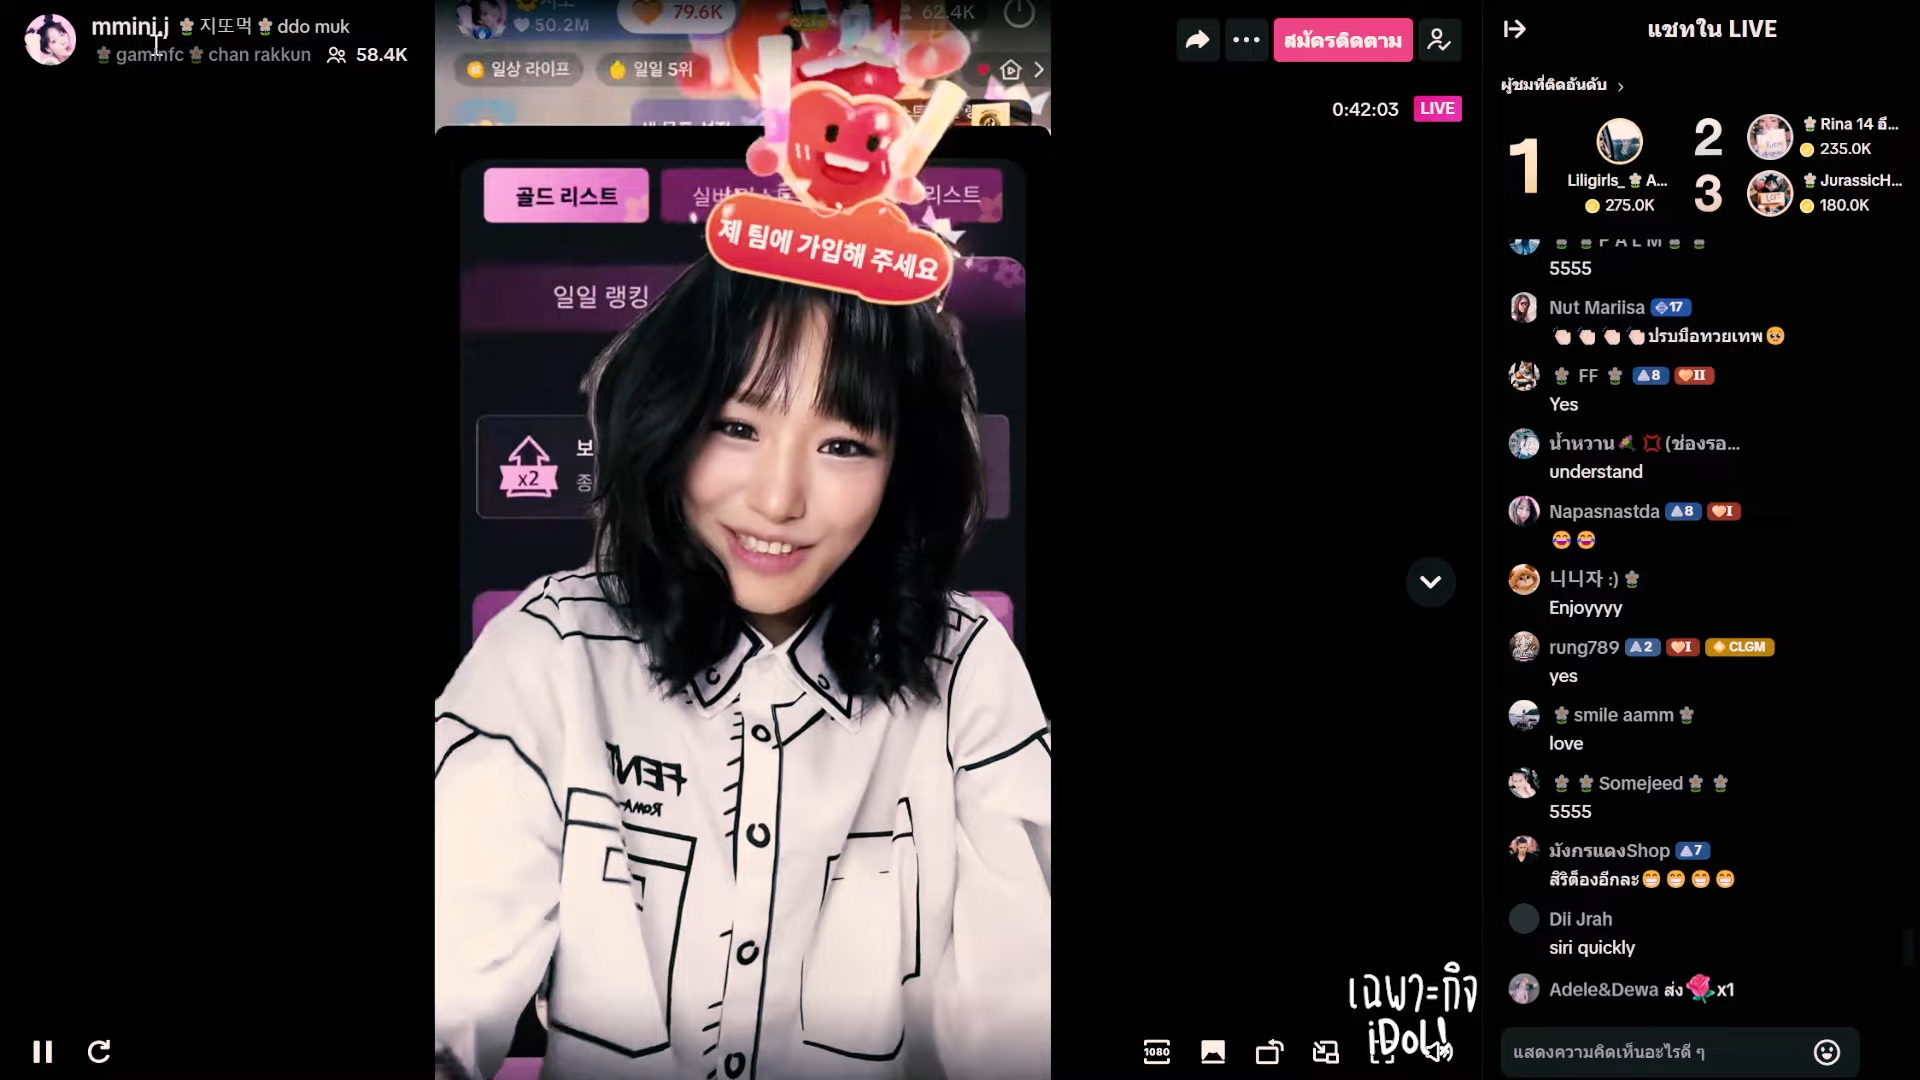 mminj.j 지또먹 ddo muk
gaminfc chan rakkun 58.4K
50.2M
79.6K
62.4K
일상 라이프
일일 5위
สมัครติดตาม
0:42:03 LIVE
골드 리스트
리스트
제 팀에 가입해 주세요
일일 랭킹
x2
FEN
RomA
เฉพาะกิจ
iDoL!
1080
แชทใน LIVE
ผู้ชมที่ติดอันดับ
1
Liligirls_ A...
275.0K
2
Rina 14 อี...
235.0K
3
JurassicH...
180.0K
P A L M
5555
Nut Mariisa 17
ปรบมือทวยเทพ
FF 8 II
Yes
น้ำหวาน (ช่องรอ...
understand
Napasnastda 8 I
니니자 :)
Enjoyyyy
rung789 2 I CLGM
yes
smile aamm
love
Somejeed
5555
มังกรแดงShop 7
สิริต็องอีกละ
Dii Jrah
siri quickly
Adele&Dewa ส่ง x1
แสดงความคิดเห็นอะไรดี ๆ